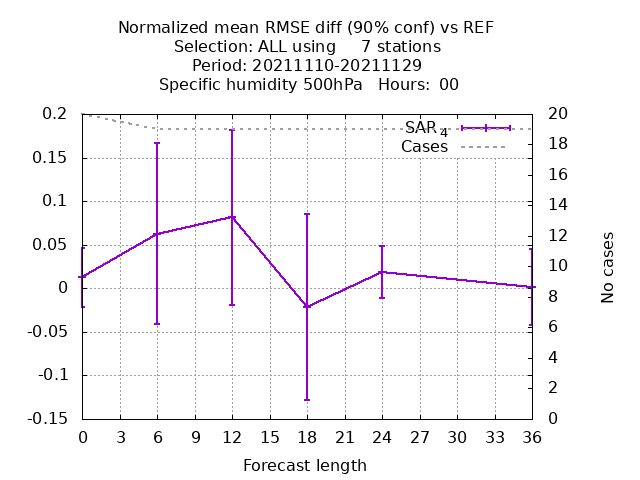 Normalized mean RMSE diff (90% conf) vs REF
Selection: ALL using     7 stations
Period: 20211110-20211129
Specific humidity 500hPa   Hours:  00
0.2
0.15
0.1
0.05
0
-0.05
-0.1
-0.15
SAR4
Cases
20
18
16
14
12
10
8
6
4
2
0
No cases
0 3 6 9 12 15 18 21 24 27 30 33 36
Forecast length